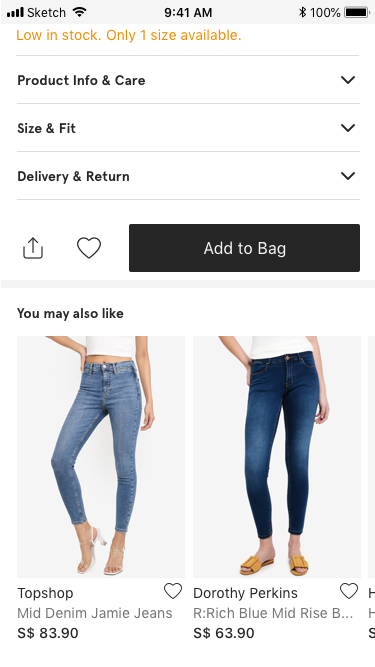 Sketch 9:41 AM 100%
Low in stock. Only 1 size available.
Product Info & Care
Size & Fit
Delivery & Return
Add to Bag
You may also like
Topshop
Mid Denim Jamie Jeans
S$ 83.90
Dorothy Perkins
R:Rich Blue Mid Rise B...
S$ 63.90